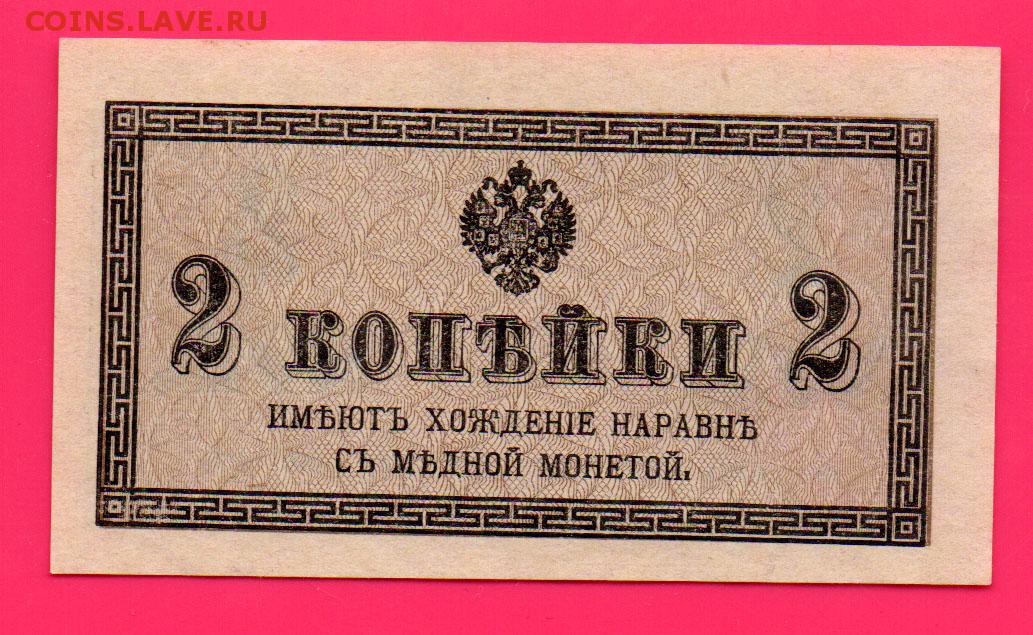 COINS.LAVE.RU
2 КОПѢЙКИ 2
ИМѢЮТЪ ХОЖДЕНІЕ НАРАВНѢ
СЪ МѢДНОЙ МОНЕТОЙ.